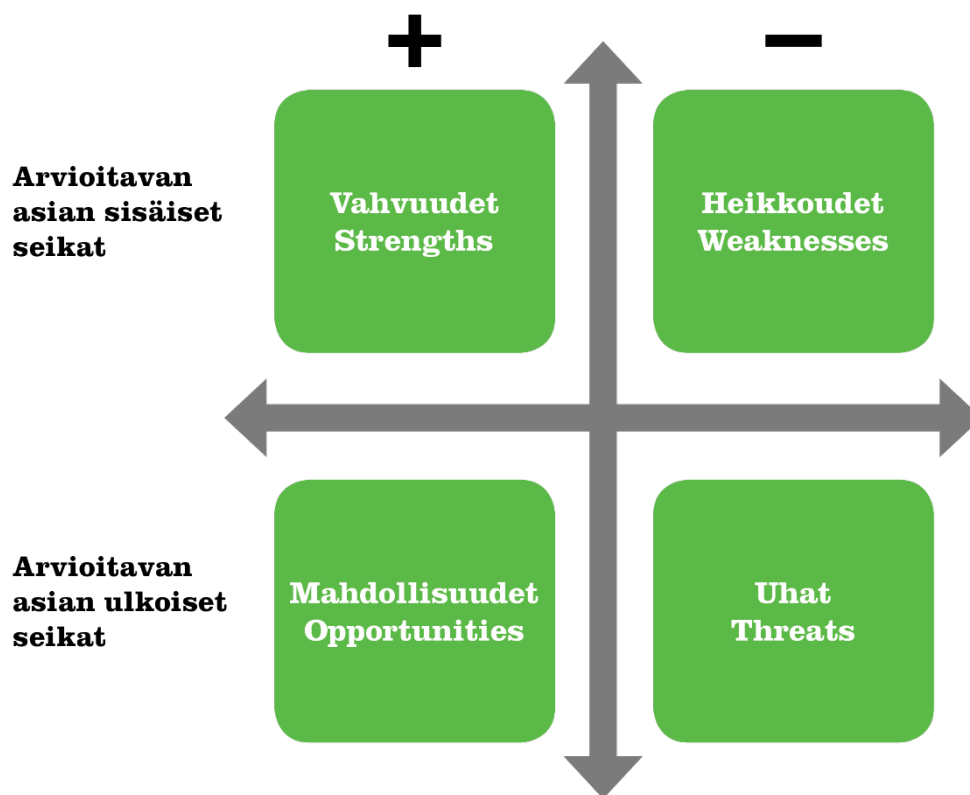 +
−
Arvioitavan
asian sisäiset
seikat
Vahvuudet
Strengths
Heikkoudet
Weaknesses
Arvioitavan
asian ulkoiset
seikat
Mahdollisuudet
Opportunities
Uhat
Threats